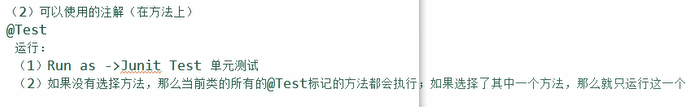 （2）可以使用的注解（在方法上）
@Test
运行：
（1）Run as ->Junit Test 单元测试
（2）如果没有选择方法，那么当前类的所有的@Test标记的方法都会执行；如果选择了其中一个方法，那么就只运行这一个